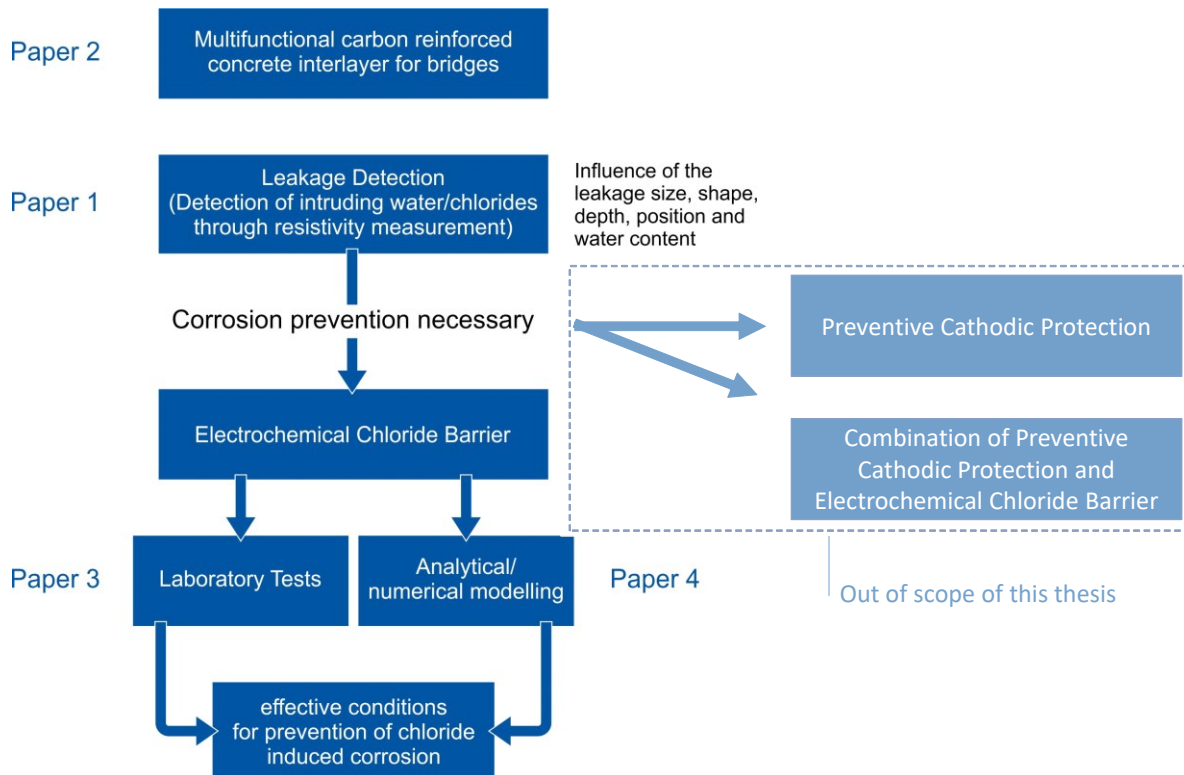 Paper 2
Multifunctional carbon reinforced
concrete interlayer for bridges
Paper 1
Leakage Detection
(Detection of intruding water/chlorides
through resistivity measurement)
Influence of the
leakage size, shape,
depth, position and
water content
Corrosion prevention necessary
Preventive Cathodic Protection
Electrochemical Chloride Barrier
Combination of Preventive
Cathodic Protection and
Electrochemical Chloride Barrier
Paper 3
Laboratory Tests
Analytical/
numerical modelling
Paper 4
Out of scope of this thesis
effective conditions
for prevention of chloride
induced corrosion